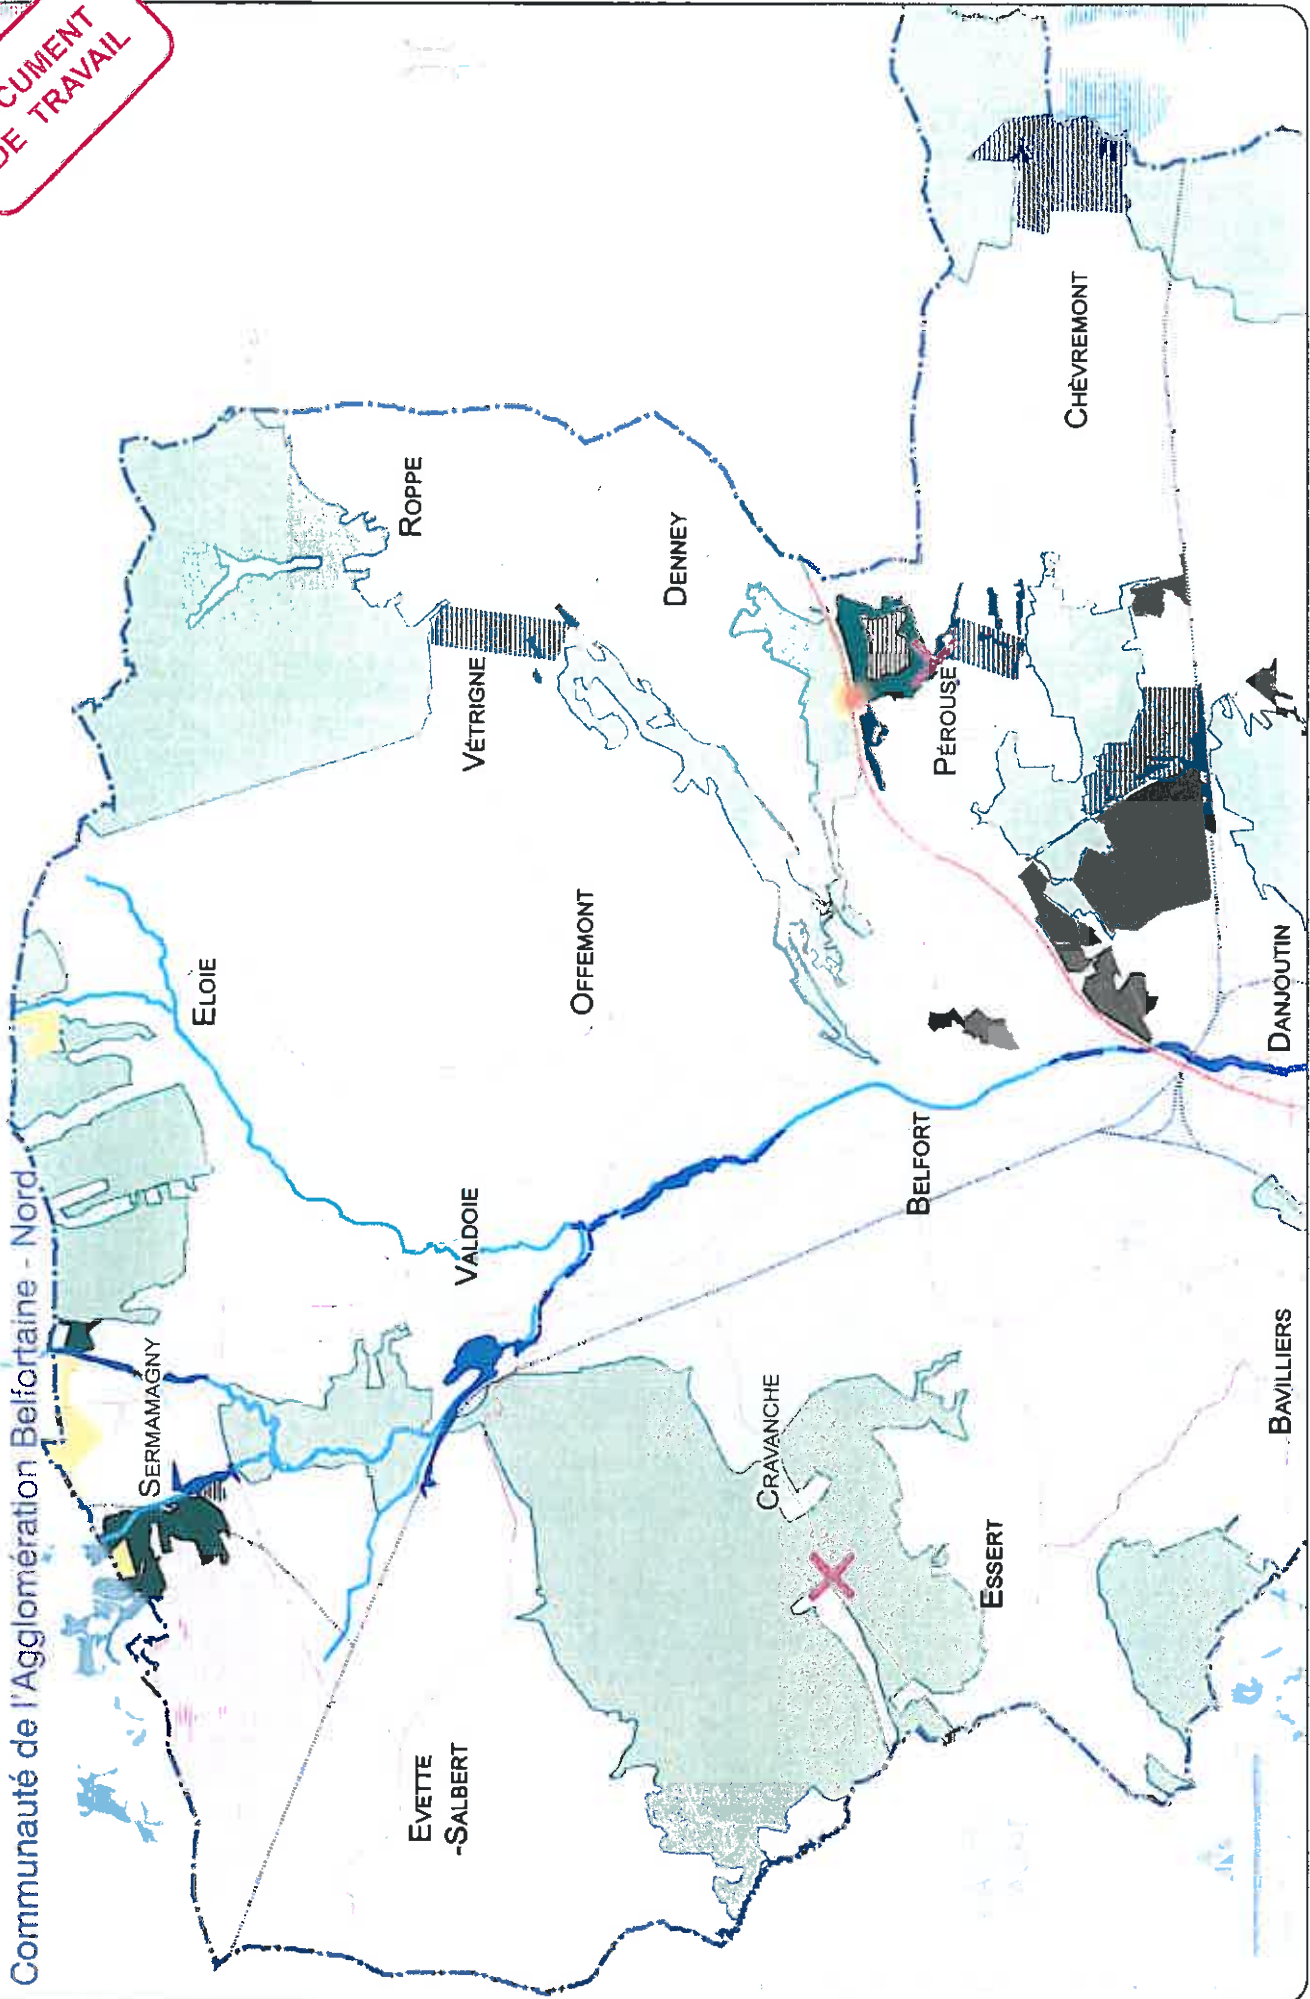 Communauté de l'Agglomération Belfortaine - Nord
CUMENT
DE TRAVAIL
SERMAMAGNY
ELOIE
EVETTE
-SALBERT
VALDOIE
VÉTRIGNE
ROPPE
OFFEMONT
DENNEY
CRAVANCHE
BELFORT
PÉROUSE
ESSERT
CHÈVREMONT
BAVILLIERS
DANJOUTIN